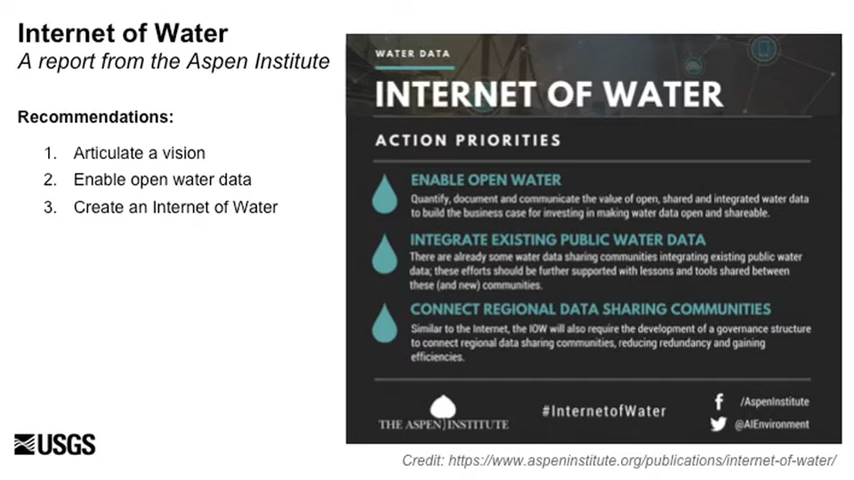 Internet of Water
A report from the Aspen Institute
Recommendations:
1. Articulate a vision
2. Enable open water data
3. Create an Internet of Water
WATER DATA
INTERNET OF WATER
ACTION PRIORITIES
ENABLE OPEN WATER
Quantify, document and communicate the value of open, shared and integrated water data
to build the business case for investing in making water data open and shareable.
INTEGRATE EXISTING PUBLIC WATER DATA
There are already some water data sharing communities integrating existing public water
data; these efforts should be further supported with lessons and tools shared between
these (and new) communities.
CONNECT REGIONAL DATA SHARING COMMUNITIES
Similar to the Internet, the IOW will also require the development of a governance structure
to connect regional data sharing communities, reducing redundancy and gaining
efficiencies.
THE ASPEN INSTITUTE
#InternetofWater
/AspenInstitute
@AIEnvironment
USGS
Credit: https://www.aspeninstitute.org/publications/internet-of-water/